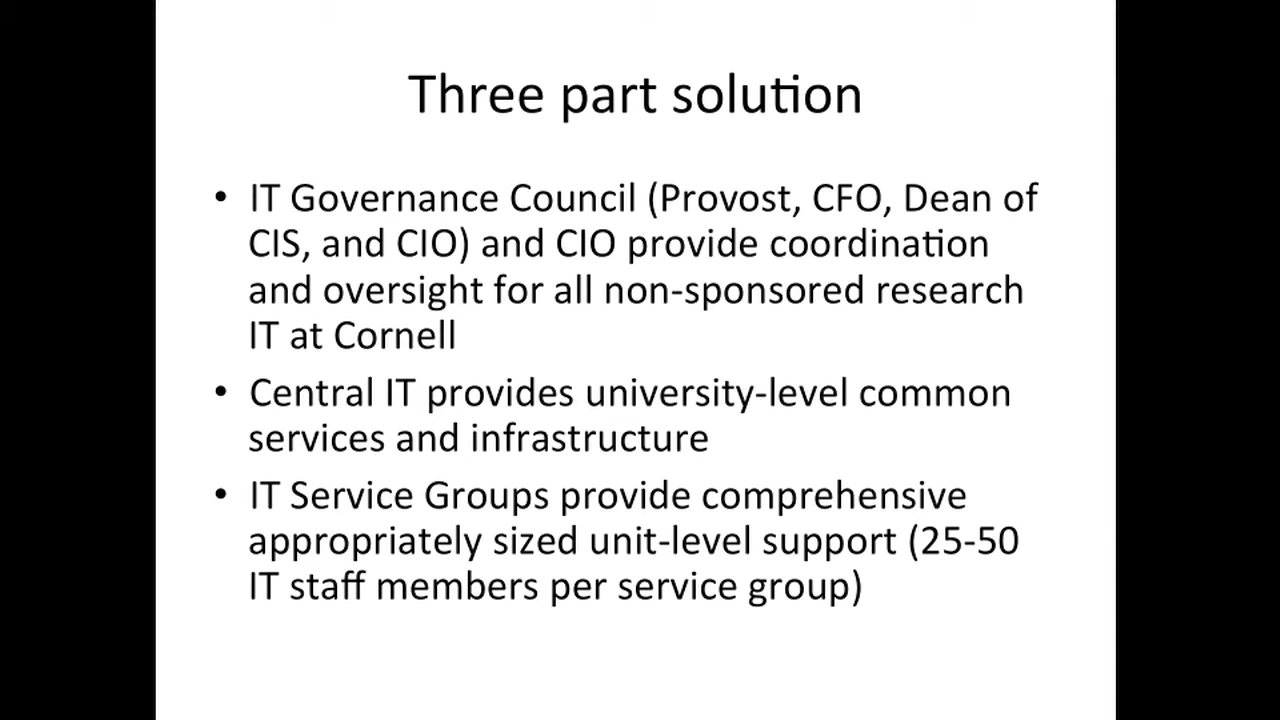 Three part solution
• IT Governance Council (Provost, CFO, Dean of
CIS, and CIO) and CIO provide coordination
and oversight for all non-sponsored research
IT at Cornell
• Central IT provides university-level common
services and infrastructure
• IT Service Groups provide comprehensive
appropriately sized unit-level support (25-50
IT staff members per service group)